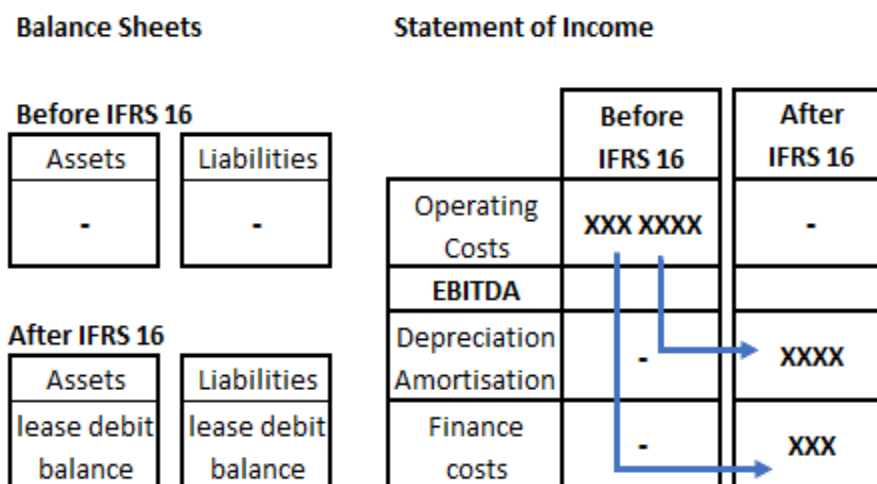 Balance Sheets
Statement of Income
Before IFRS 16
Assets
Liabilities
-
-
After IFRS 16
Assets
Liabilities
lease debit
balance
lease debit
balance
Before
IFRS 16
After
IFRS 16
Operating
Costs
XXX XXXX
-
EBITDA
Depreciation
Amortisation
-
XXXX
Finance
costs
-
XXX